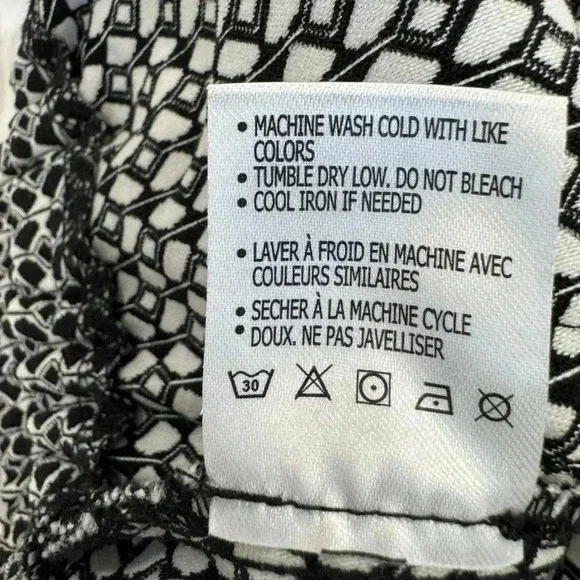 • MACHINE WASH COLD WITH LIKE
COLORS
• TUMBLE DRY LOW. DO NOT BLEACH
• COOL IRON IF NEEDED
• LAVER À FROID EN MACHINE AVEC
COULEURS SIMILAIRES
• SECHER À LA MACHINE CYCLE
• DOUX. NE PAS JAVELLISER
30